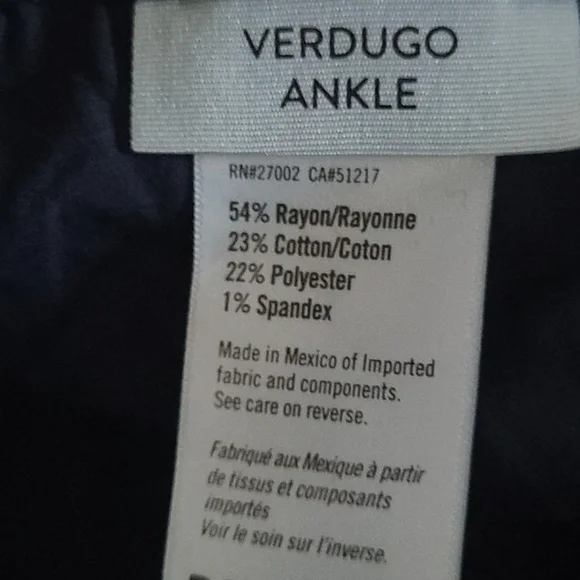 VERDUGO
ANKLE
RN#27002 CA#51217
54% Rayon/Rayonne
23% Cotton/Coton
22% Polyester
1% Spandex
Made in Mexico of Imported
fabric and components.
See care on reverse.
Fabriqué aux Mexique à partir
de tissus et composants
importés
Voir le soin sur l'inverse.